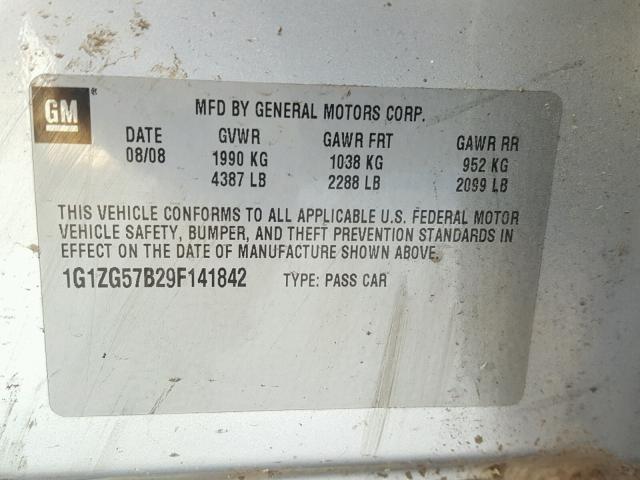 GM ® MFD BY GENERAL MOTORS CORP.
DATE GVWR GAWR FRT GAWR RR
08/08 1990 KG 1038 KG 952 KG
4387 LB 2288 LB 2099 LB
THIS VEHICLE CONFORMS TO ALL APPLICABLE U.S. FEDERAL MOTOR
VEHICLE SAFETY, BUMPER, AND THEFT PREVENTION STANDARDS IN
EFFECT ON THE DATE OF MANUFACTURE SHOWN ABOVE.
1G1ZG57B29F141842 TYPE: PASS CAR